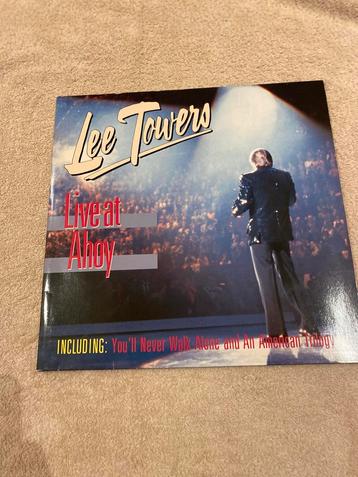 Lee Towers
Live at
Ahoy
INCLUDING: You'll Never Walk Alone and An American Trilogy